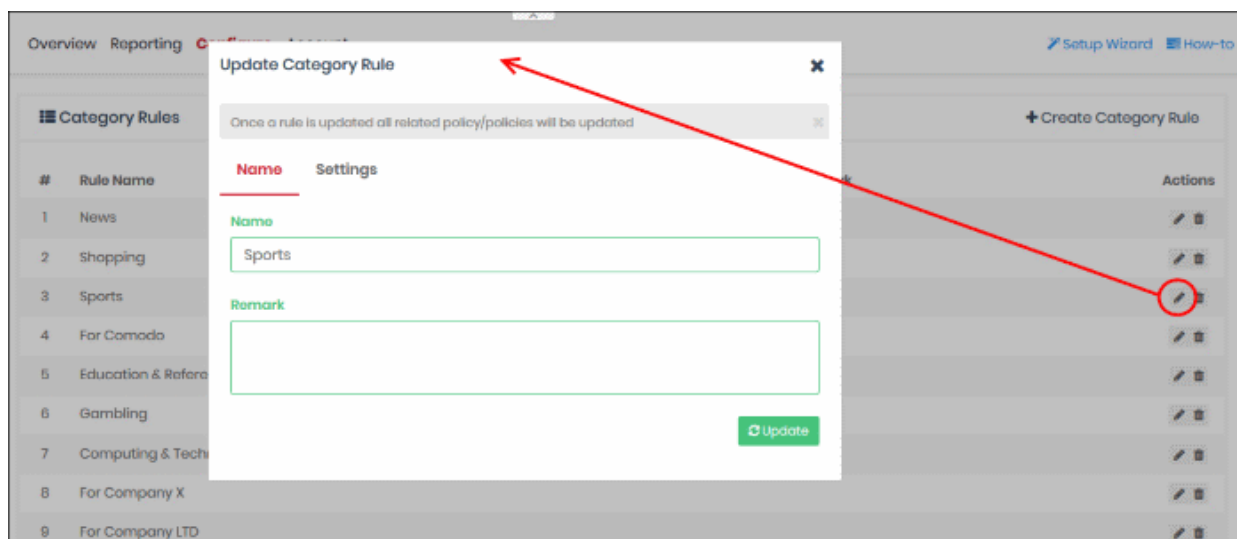 Overview Reporting
Setup Wizard How-to
Update Category Rule
Category Rules
Create Category Rule
Once a rule is updated all related policy/policies will be updated
Name Settings
# Rule Name Actions
1 News
Name
Sports
2 Shopping
3 Sports
Remark
4 For Comodo
5 Education & Refere
6 Gambling
Update
7 Computing & Tech
8 For Company X
9 For Company LTD